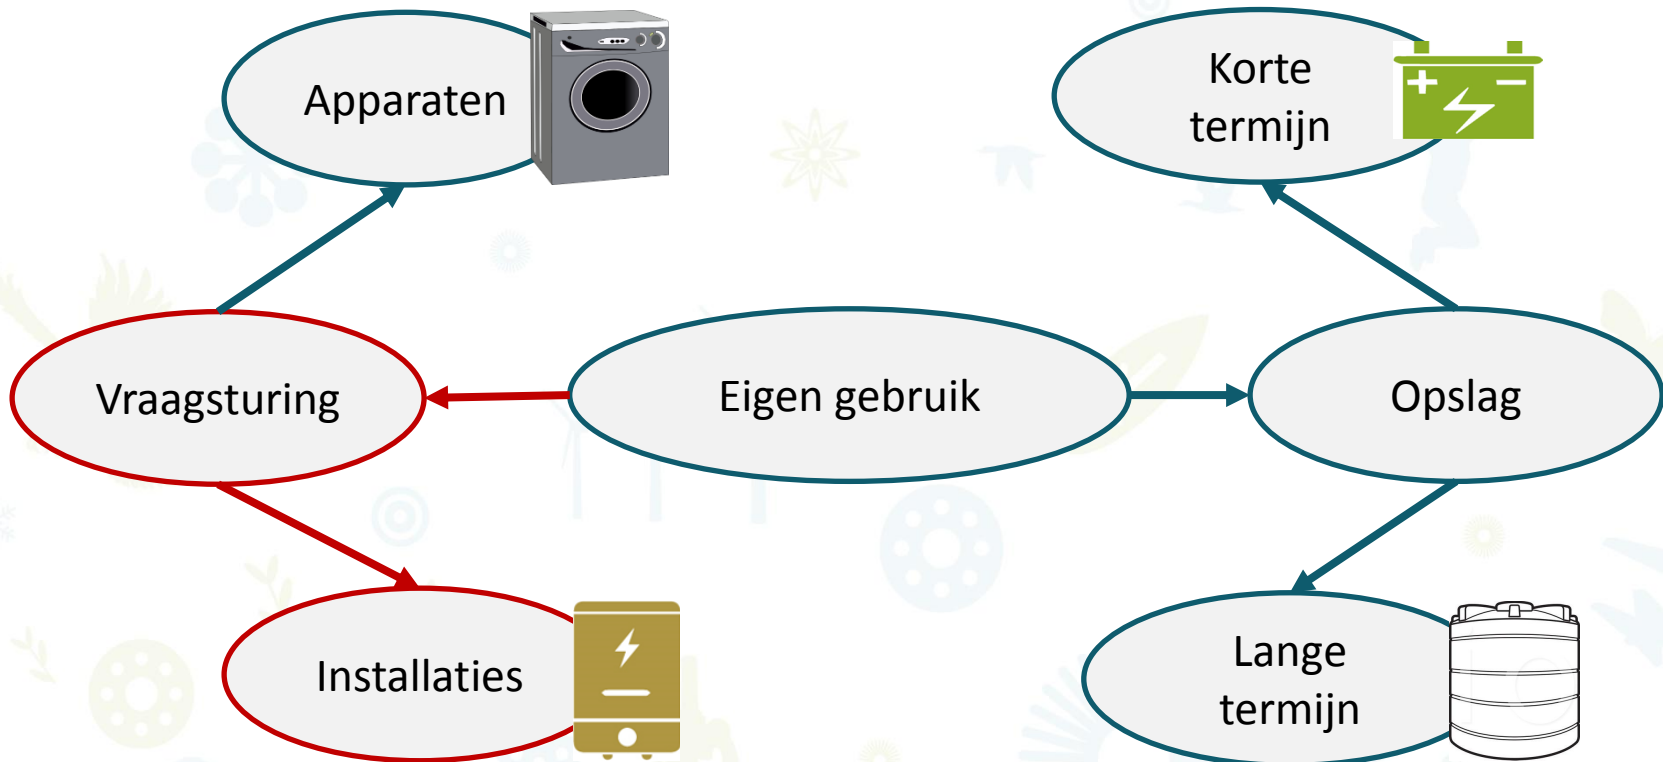 Apparaten
Korte
termijn
Vraagsturing
Eigen gebruik
Opslag
Installaties
Lange
termijn